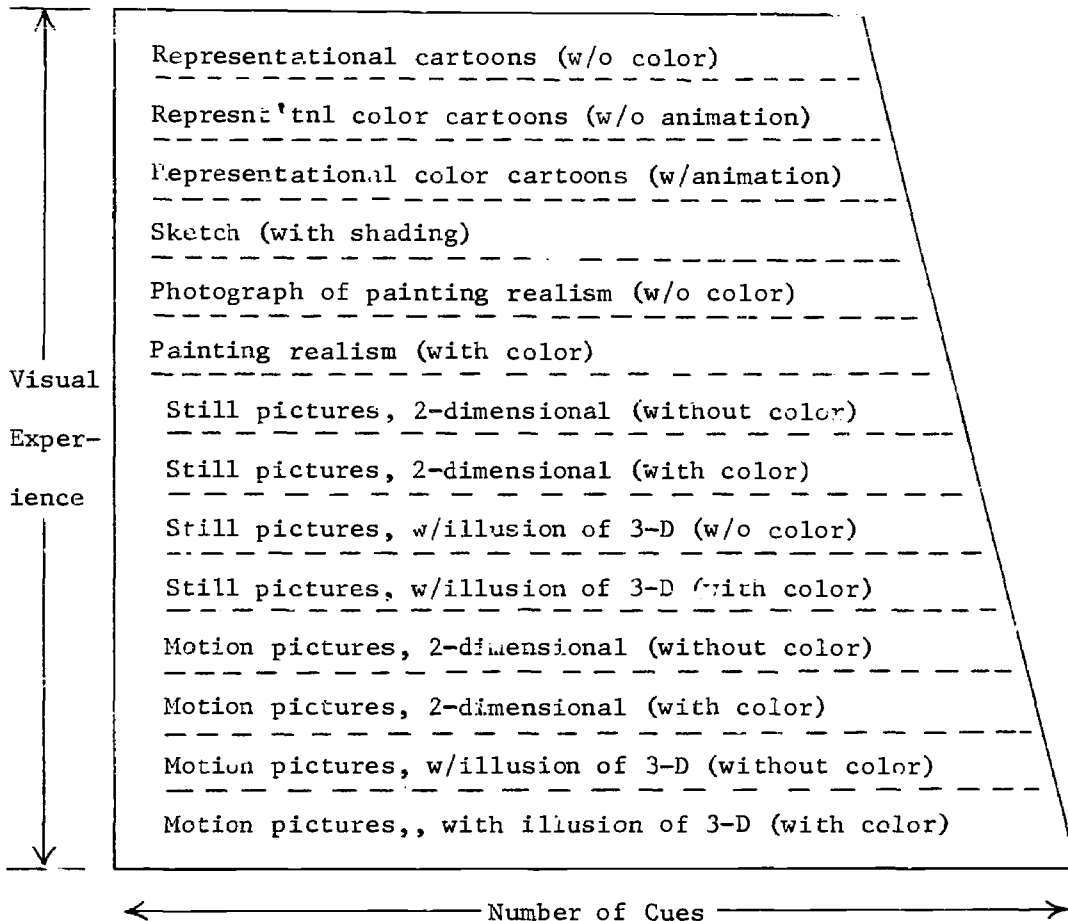 Representational cartoons (w/o color)
Represnt'tnl color cartoons (w/o animation)
Representational color cartoons (w/animation)
Sketch (with shading)
Photograph of painting realism (w/o color)
Painting realism (with color)
Visual
Exper-
ience
Still pictures, 2-dimensional (without color)
Still pictures, 2-dimensional (with color)
Still pictures, w/illusion of 3-D (w/o color)
Still pictures, w/illusion of 3-D (with color)
Motion pictures, 2-dimensional (without color)
Motion pictures, 2-dimensional (with color)
Motion pictures, w/illusion of 3-D (without color)
Motion pictures,, with illusion of 3-D (with color)
Number of Cues